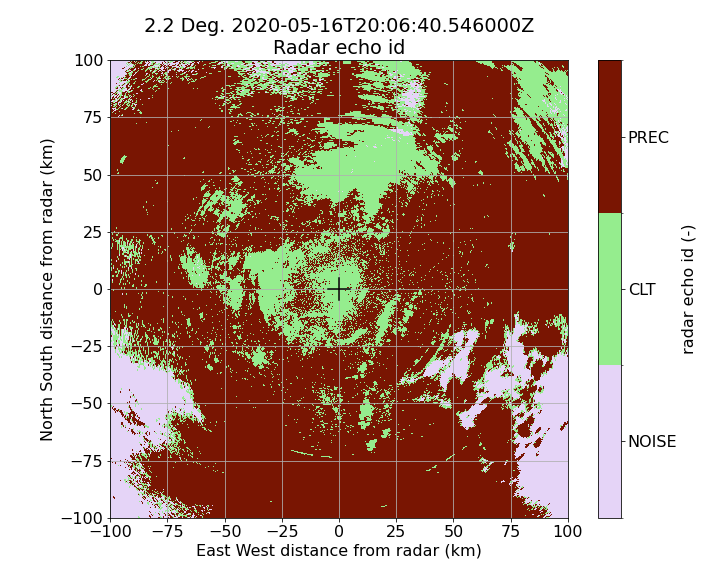 2.2 Deg. 2020-05-16T20:06:40.546000Z
Radar echo id
100
75
50
25
0
−25
−50
−75
−100
North South distance from radar (km)
−100 −75 −50 −25 0 25 50 75 100
East West distance from radar (km)
PREC
CLT
NOISE
radar echo id (-)